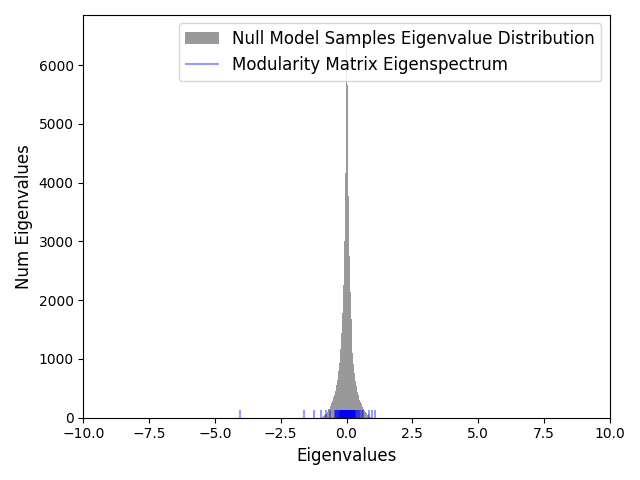 Null Model Samples Eigenvalue Distribution
Modularity Matrix Eigenspectrum
6000
5000
4000
3000
2000
1000
0
Num Eigenvalues
−10.0 −7.5 −5.0 −2.5 0.0 2.5 5.0 7.5 10.0
Eigenvalues